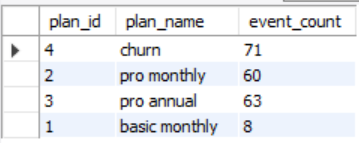 plan_id plan_name event_count
4 churn 71
2 pro monthly 60
3 pro annual 63
1 basic monthly 8